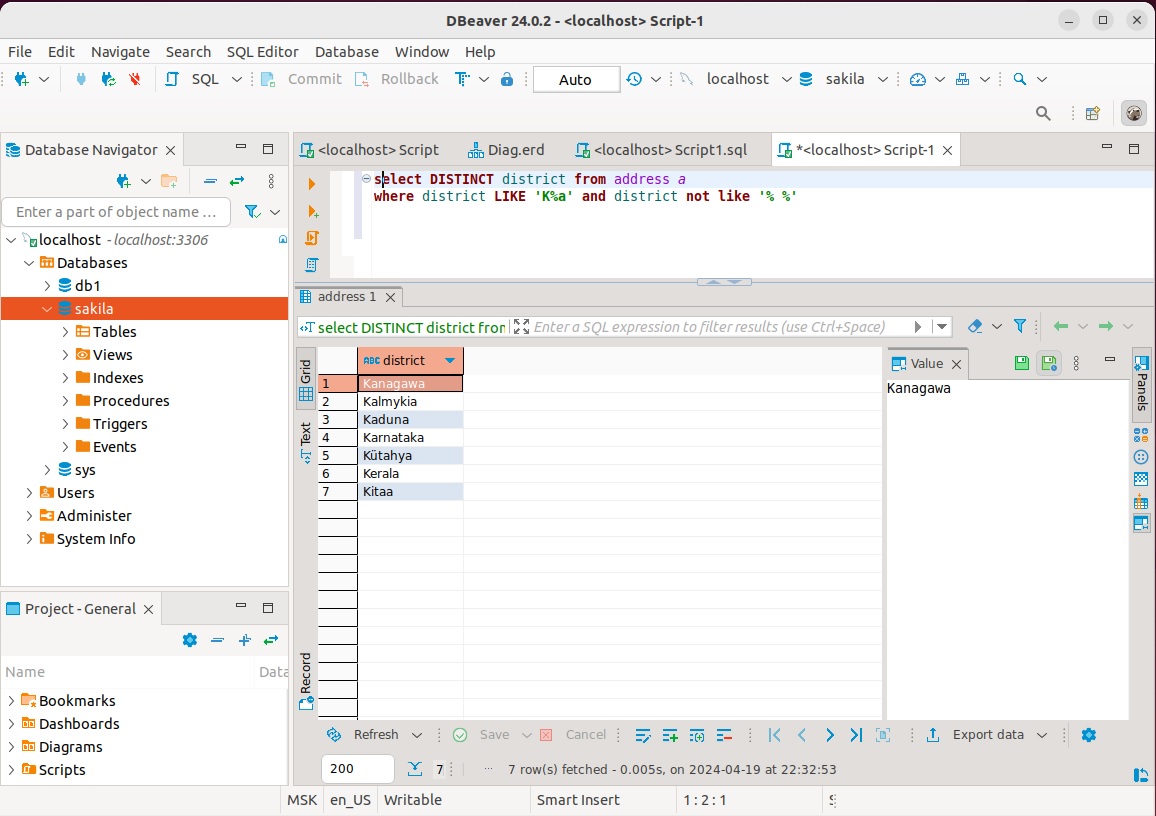 DBeaver 24.0.2 - <localhost> Script-1
File Edit Navigate Search SQL Editor Database Window Help
SQL Commit Rollback Auto localhost sakila
Database Navigator
<localhost> Script Diag.erd <localhost> Script1.sql *<localhost> Script-1
Enter a part of object name ...
localhost - localhost:3306
Databases
db1
sakila
Tables
Views
Indexes
Procedures
Triggers
Events
sys
Users
Administer
System Info
select DISTINCT district from address a
where district LIKE 'K%a' and district not like '% %'
address 1
select DISTINCT district from Enter a SQL expression to filter results (use Ctrl+Space)
Grid
Text
Record
ABC district
1 Kanagawa
2 Kalmykia
3 Kaduna
4 Karnataka
5 Kütahya
6 Kerala
7 Kitaa
Value
Kanagawa
Panels
Project - General
Name Data
Bookmarks
Dashboards
Diagrams
Scripts
Refresh Save Cancel Export data
200 7 ... 7 row(s) fetched - 0.005s, on 2024-04-19 at 22:32:53
MSK en_US Writable Smart Insert 1 : 2 : 1